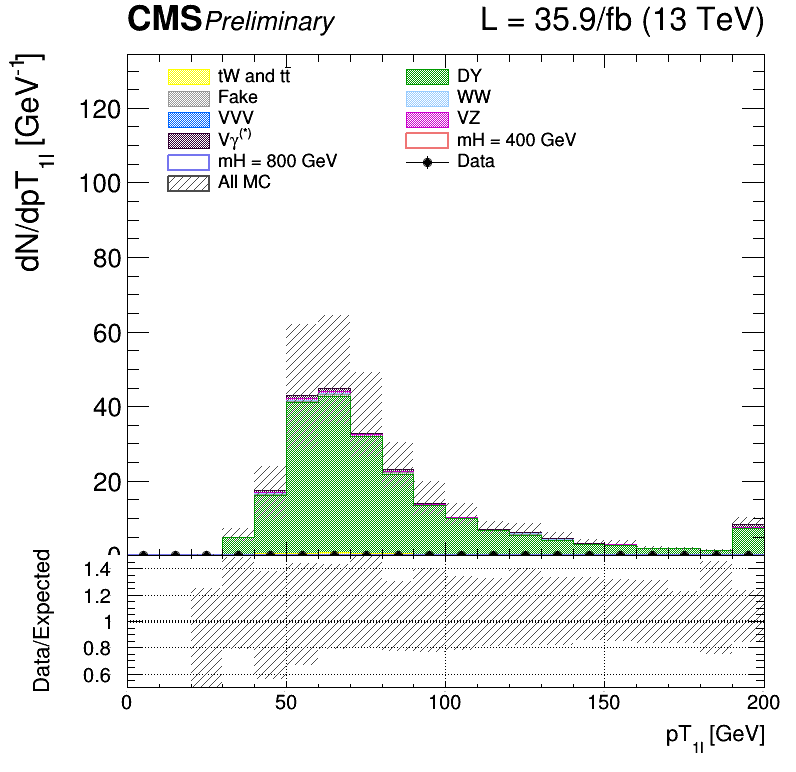 CMS Preliminary L = 35.9/fb (13 TeV)
dN/dpT1l [GeV-1]
tW and tt DY
Fake WW
VVV VZ
Vγ(*) mH = 400 GeV
mH = 800 GeV Data
All MC
120
100
80
60
40
20
0
Data/Expected
1.4
1.2
1
0.8
0.6
0 50 100 150 200
pT1l [GeV]